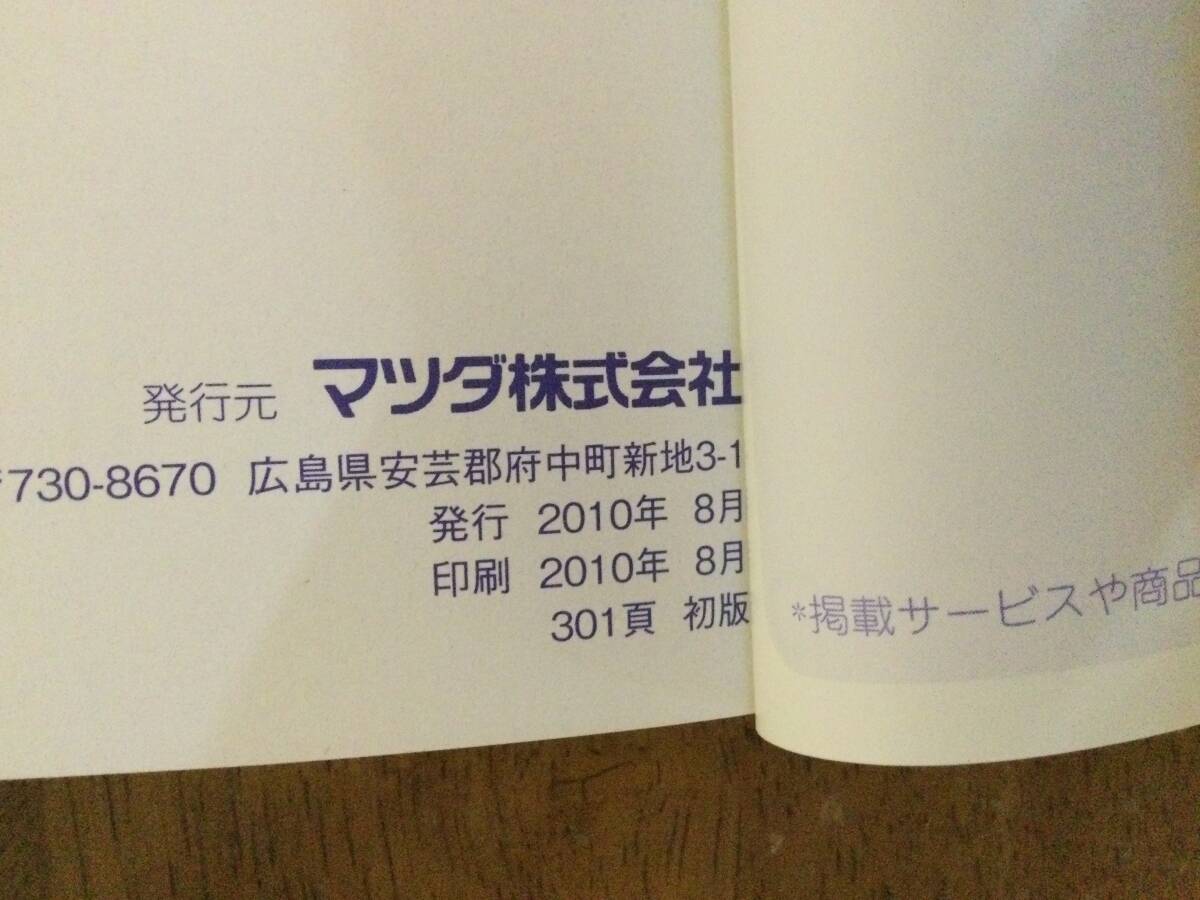 発行元 マツダ株式会社
〒730-8670 広島県安芸郡府中町新地3-1
発行 2010年 8月
印刷 2010年 8月
301頁 初版
*掲載サービスや商品